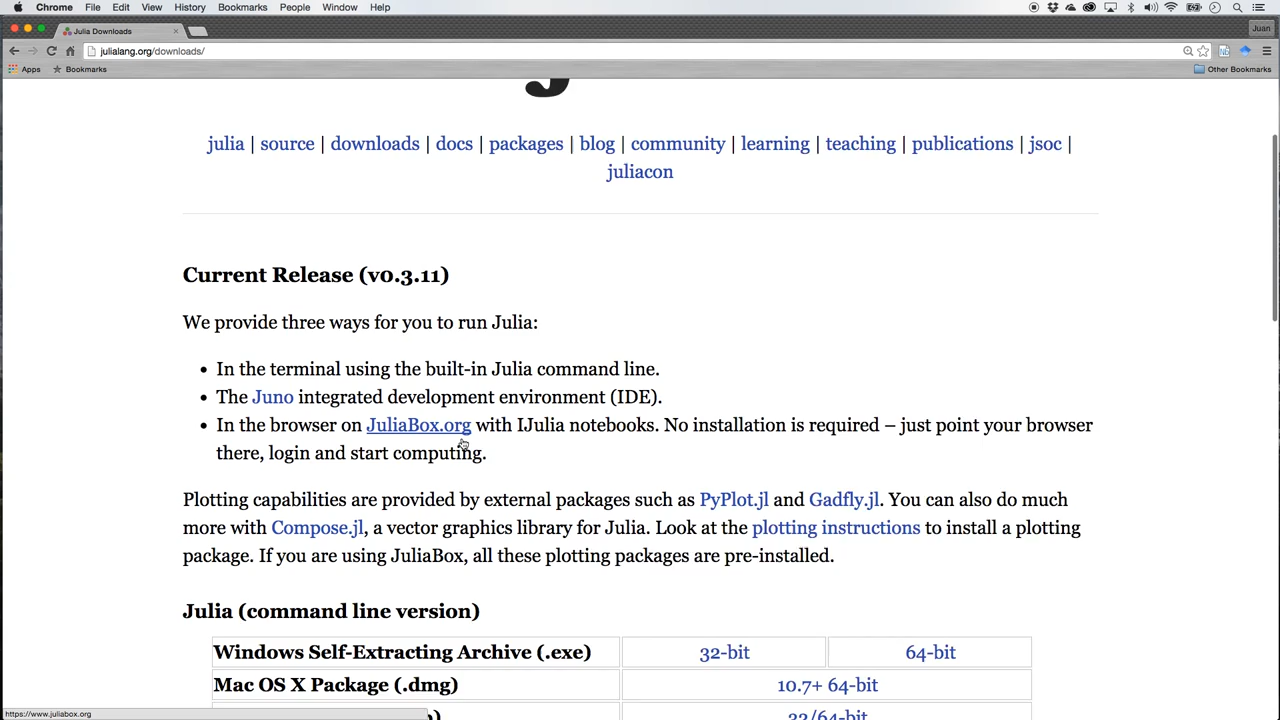 Chrome File Edit View History Bookmarks People Window Help
Julia Downloads
Juan
julialang.org/downloads/
Apps Bookmarks Other Bookmarks
julia | source | downloads | docs | packages | blog | community | learning | teaching | publications | jsoc |
juliacon
Current Release (v0.3.11)
We provide three ways for you to run Julia:
• In the terminal using the built-in Julia command line.
• The Juno integrated development environment (IDE).
• In the browser on JuliaBox.org with IJulia notebooks. No installation is required – just point your browser
there, login and start computing.
Plotting capabilities are provided by external packages such as PyPlot.jl and Gadfly.jl. You can also do much
more with Compose.jl, a vector graphics library for Julia. Look at the plotting instructions to install a plotting
package. If you are using JuliaBox, all these plotting packages are pre-installed.
Julia (command line version)
Windows Self-Extracting Archive (.exe) 32-bit 64-bit
Mac OS X Package (.dmg) 10.7+ 64-bit
32/64-bit
https://www.juliabox.org